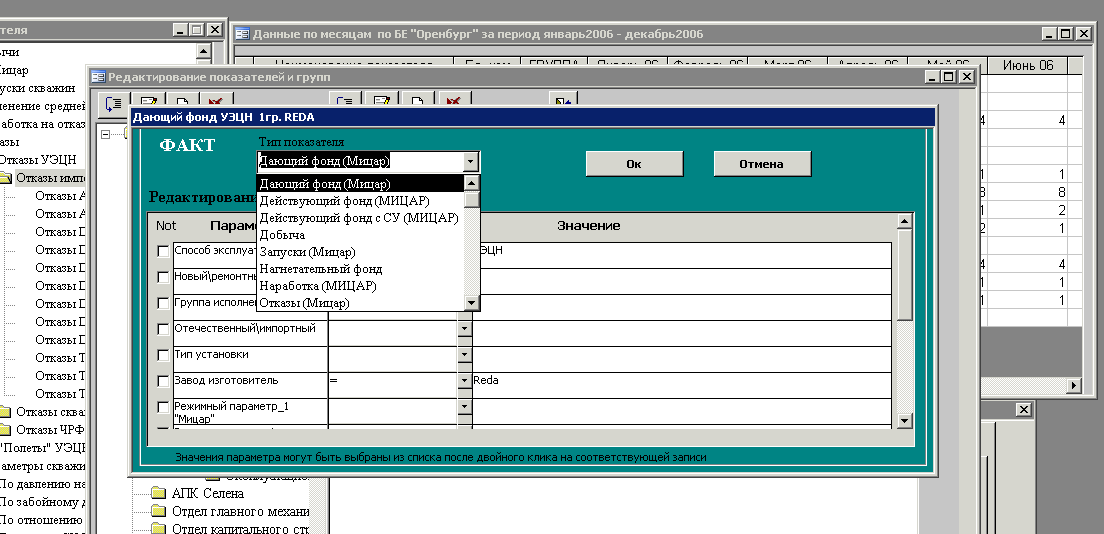 теля
Данные по месяцам по БЕ "Оренбург" за период январь2006 - декабрь2006
Июнь 06
Редактирование показателей и групп
Дающий фонд УЭЦН 1гр. REDA
ФАКТ
Тип показателя
Дающий фонд (Мицар)
Ок
Отмена
Дающий фонд (Мицар)
Действующий фонд (МИЦАР)
Действующий фонд с СУ (МИЦАР)
Добыча
Запуски (Мицар)
Нагнетательный фонд
Наработка (МИЦАР)
Отказы (Мицар)
Редактировани
Not
Парам
Значение
Способ эксплуат
ЭЦН
Новый\ремонтны
Группа исполнен
Отечественный\импортный
Тип установки
Завод изготовитель
=
Reda
Режимный параметр_1
"Мицар"
Значения параметра могут быть выбраны из списка после двойного клика на соответствующей записи
4
4
1
1
8
8
1
2
2
1
4
4
1
1
1
1
ычи
Мицар
уски скважин
менение средней
работка на отказ
азы
Отказы УЭЦН
Отказы импо
Отказы А
Отказы А
Отказы D
Отказы D
Отказы D
Отказы D
Отказы D
Отказы D
Отказы D
Отказы Т
Отказы Т
Отказы Т
Отказы сква
Отказы ЧРФ
"Полеты" УЭЦН
аметры скважи
По давлению на
По забойному д
По отношению
АПК Селена
Отдел главного механи
Отдел капитального стр